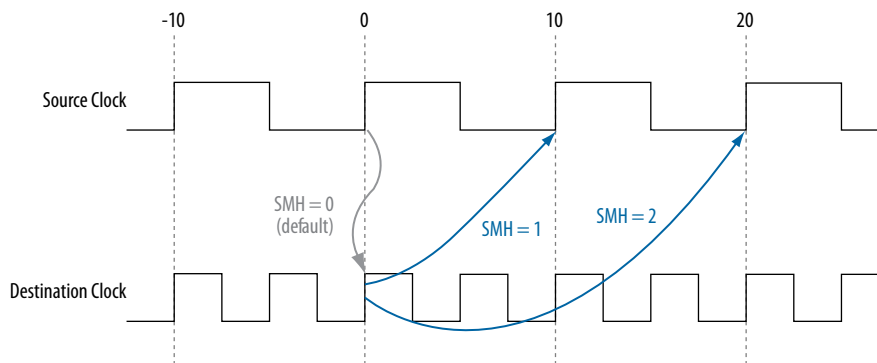 -10 0 10 20
Source Clock
SMH = 0
(default)
SMH = 1
SMH = 2
Destination Clock